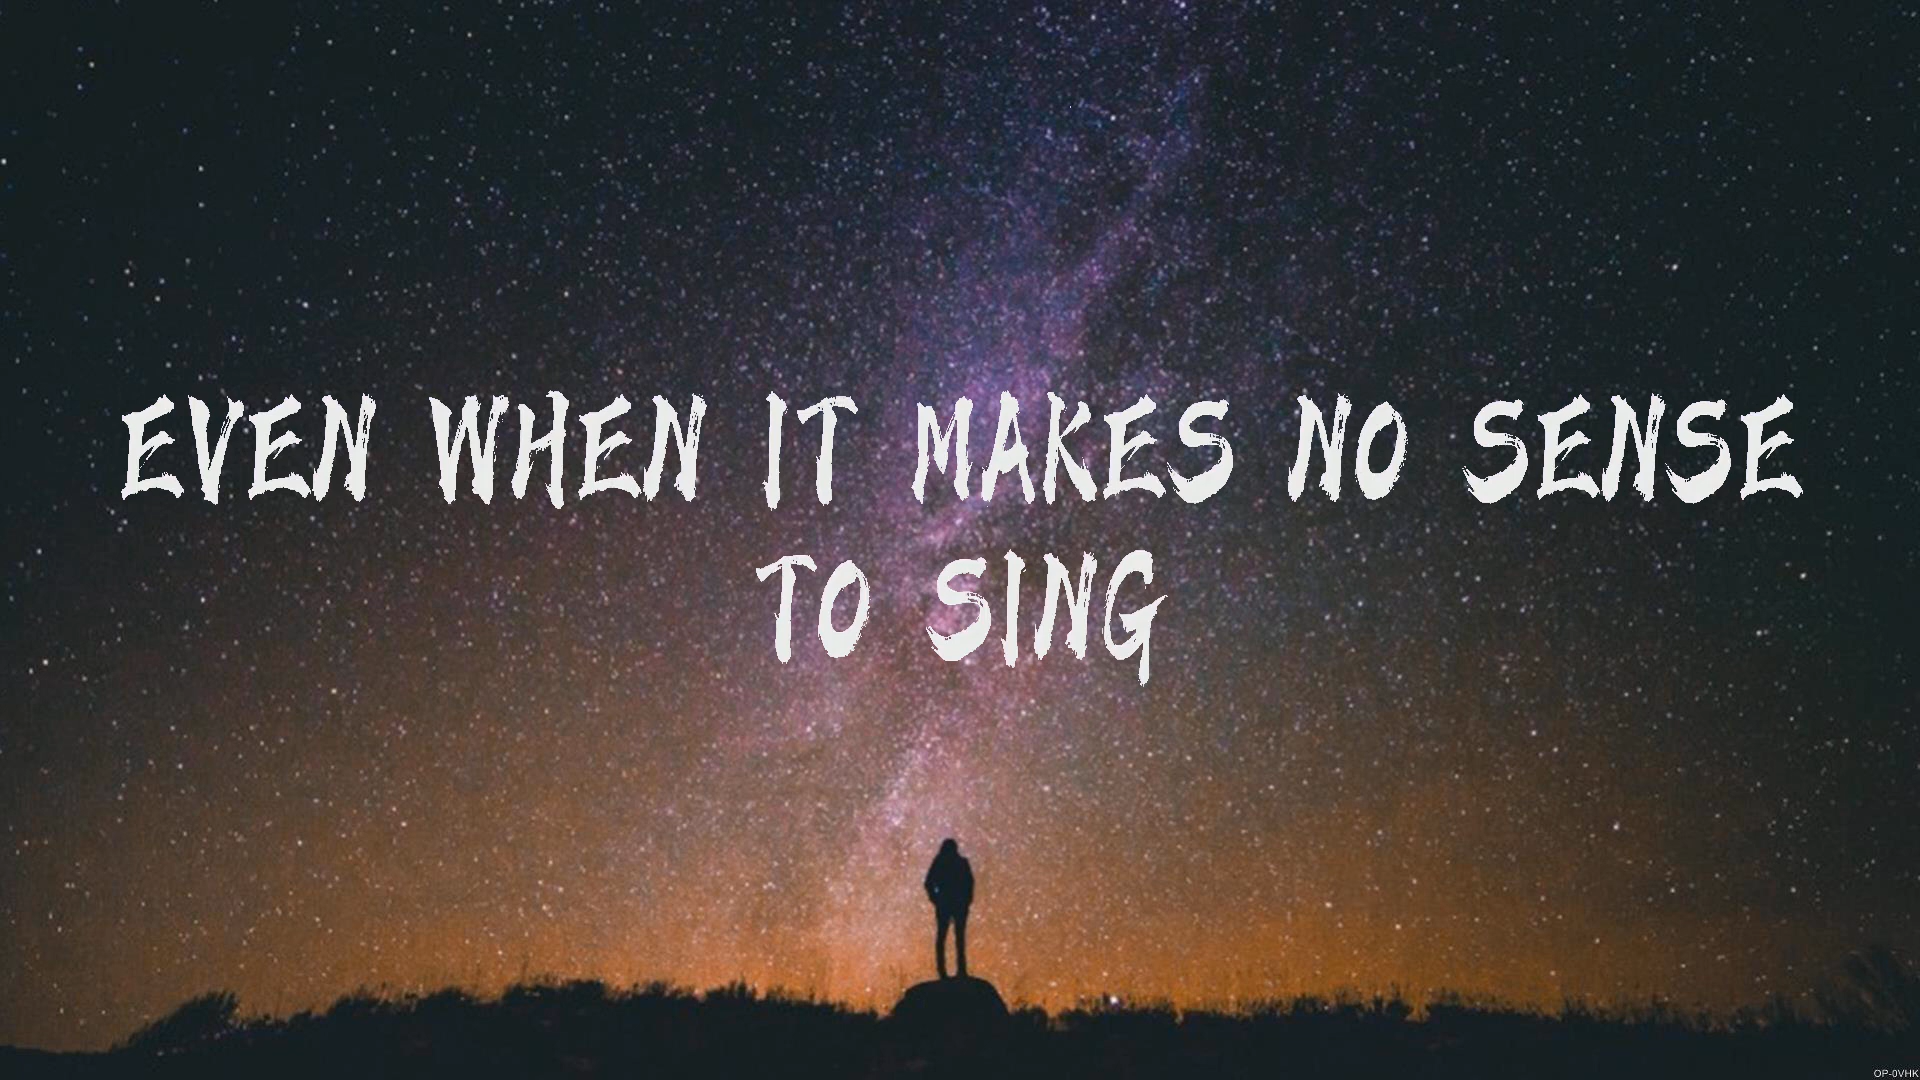 EVEN WHEN IT MAKES NO SENSE
TO SING
OP-0VHK